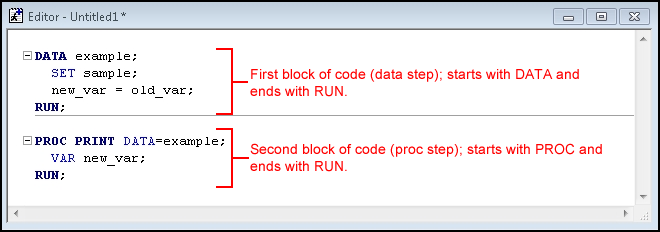 Editor - Untitled1 *
DATA example;
SET sample;
new_var = old_var;
RUN;
First block of code (data step); starts with DATA and
ends with RUN.
PROC PRINT DATA=example;
VAR new_var;
RUN;
Second block of code (proc step); starts with PROC and
ends with RUN.